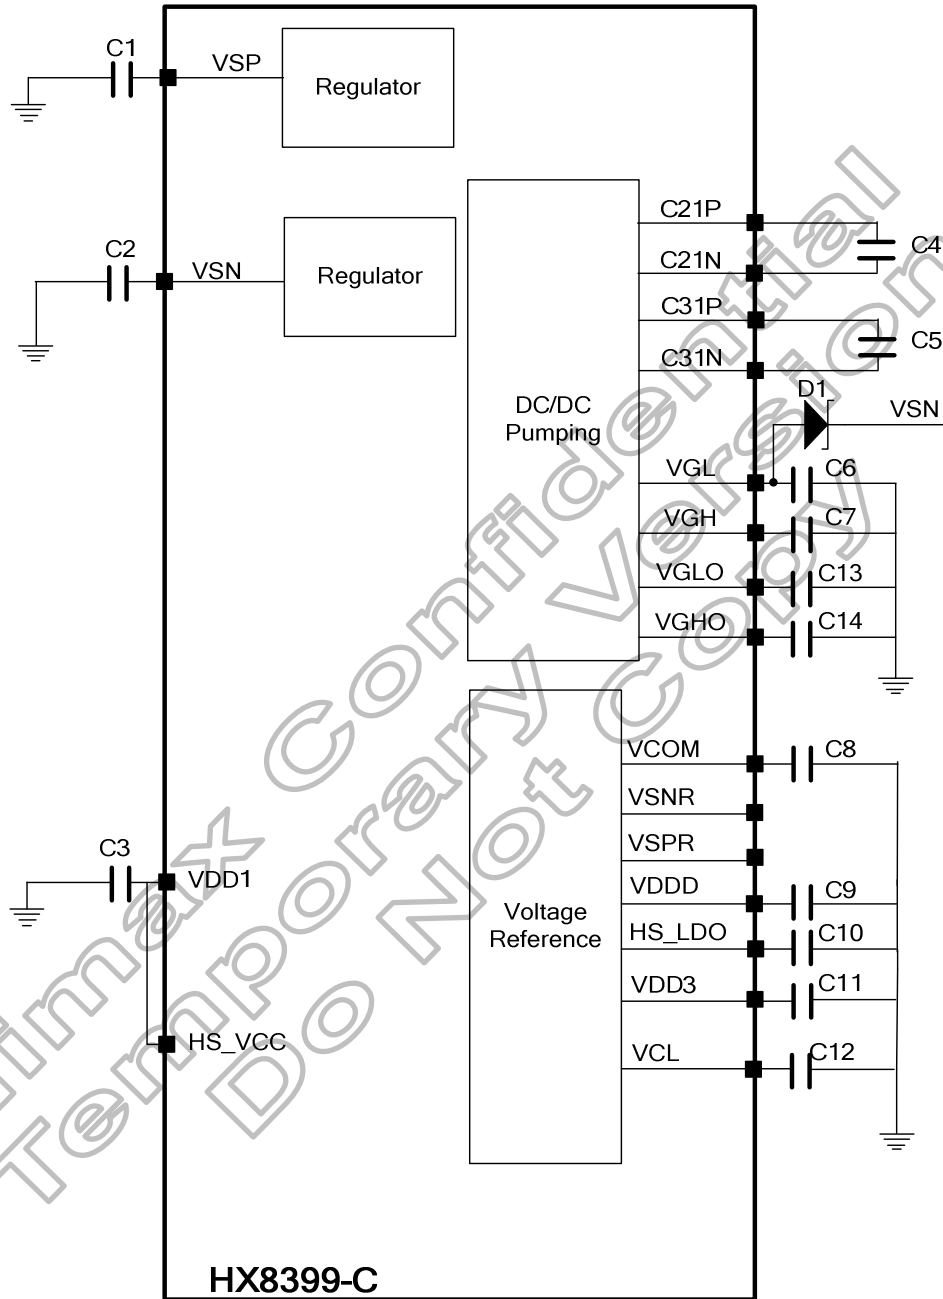 C1
VSP
Regulator
C2
VSN
Regulator
C21P
C4
C21N
C31P
C5
C31N
DC/DC
Pumping
D1
VSN
VGL
C6
VGH
C7
VGLO
C13
VGHO
C14
VCOM
C8
VSNR
VSPR
C3
VDD1
VDDD
C9
Voltage
Reference
HS_LDO
C10
VDD3
C11
HS_VCC
VCL
C12
HX8399-C
Confidential
Temporary Version
Do Not Copy